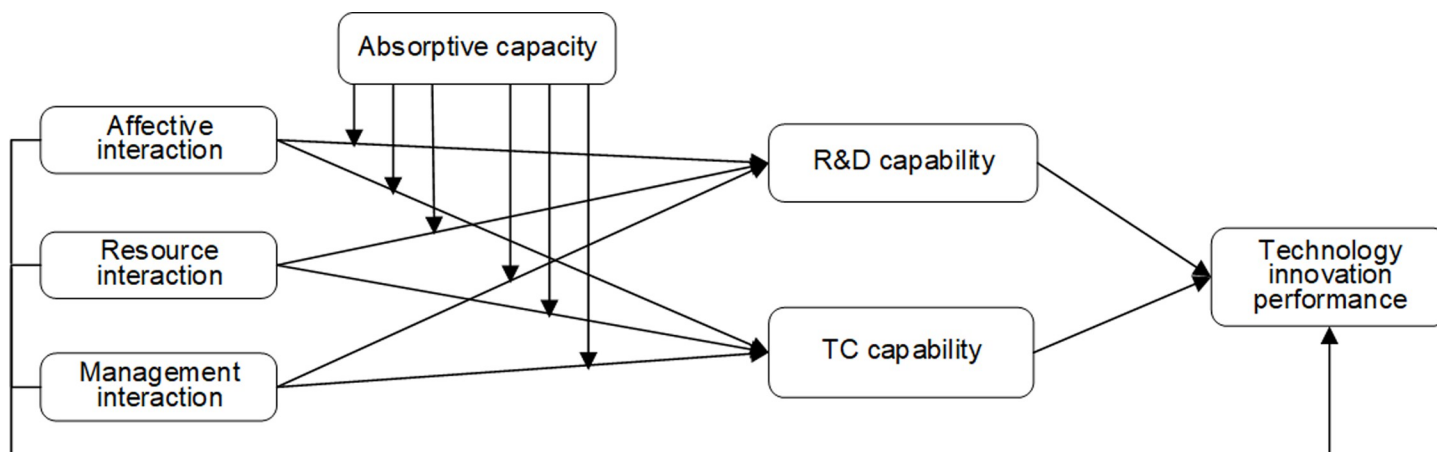 Absorptive capacity
Affective
interaction
Resource
interaction
Management
interaction
R&D capability
TC capability
Technology
innovation
performance